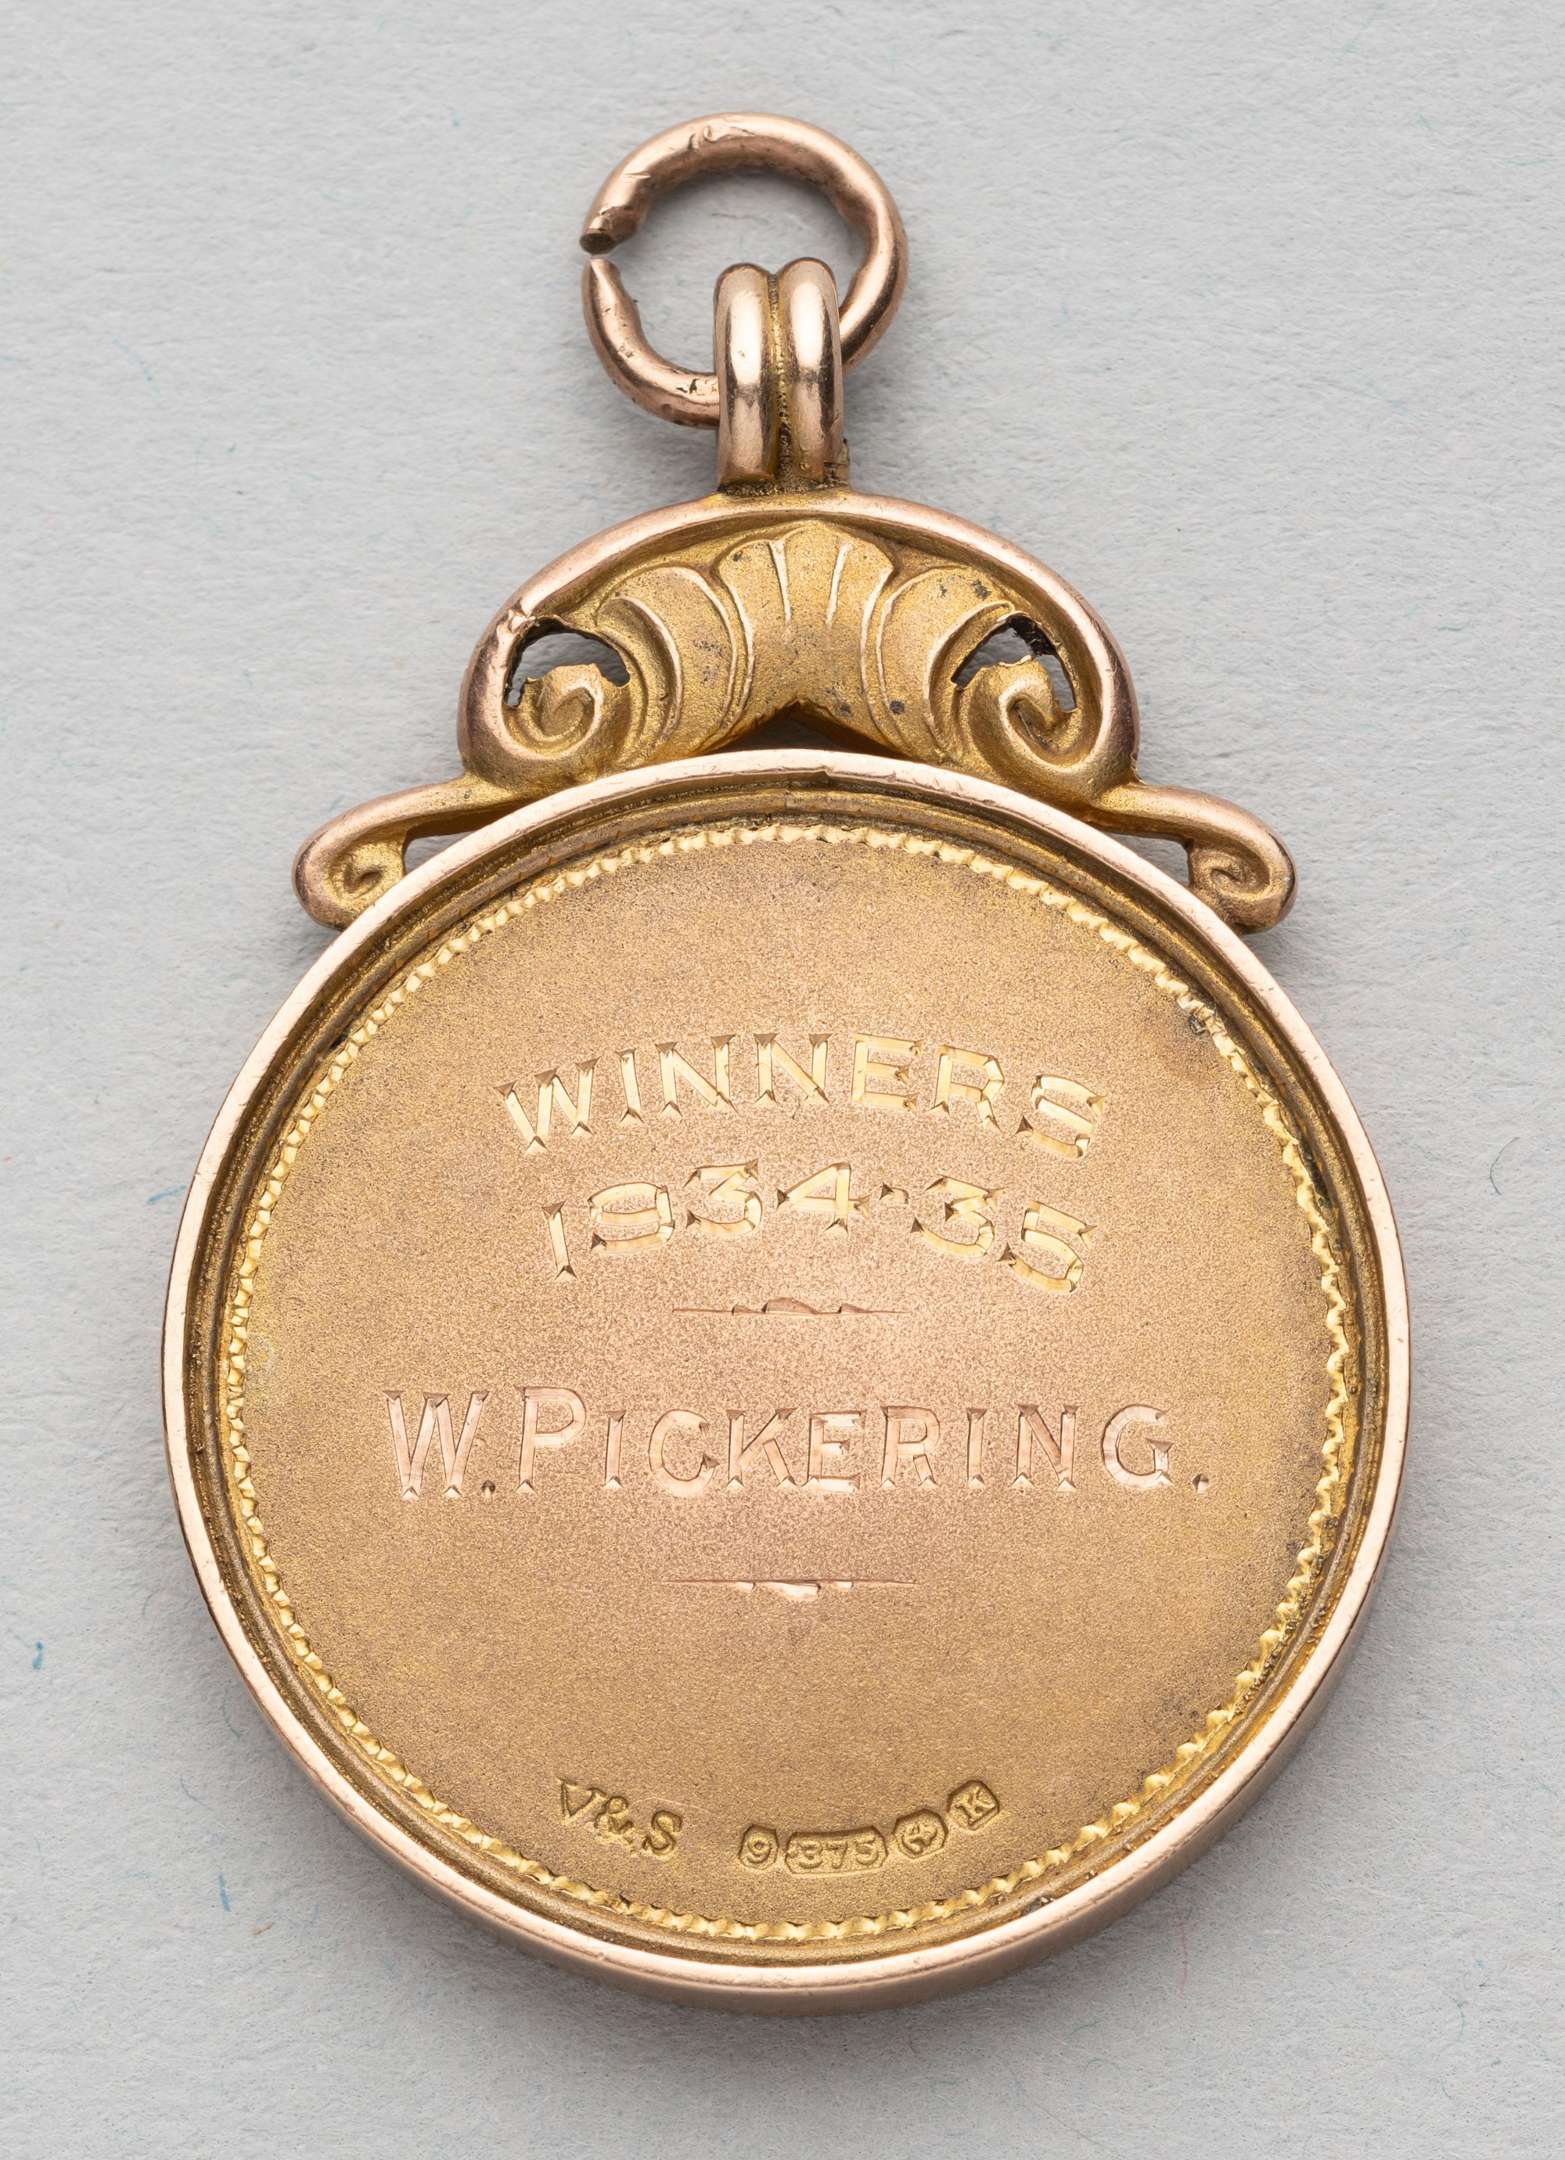 WINNERS
1934·35
W. PICKERING.
V&S 9 .375 K